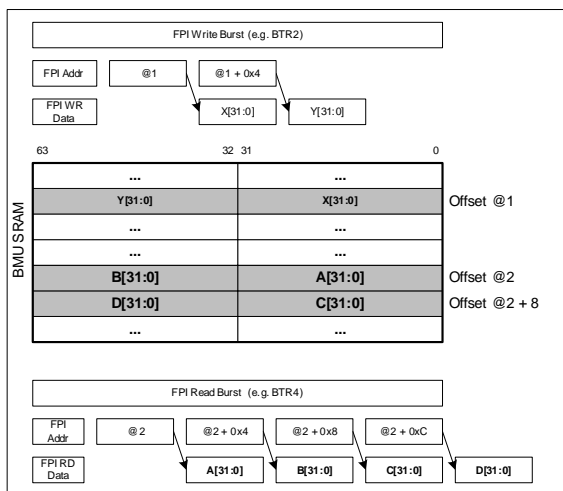 FPI Write Burst (e.g. BTR2)
FPI Addr @1 @1 + 0x4
FPI WR Data X[31:0] Y[31:0]
63 32 31 0
... ...
Y[31:0] X[31:0] Offset @1
... ...
... ...
B[31:0] A[31:0] Offset @2
D[31:0] C[31:0] Offset @2 + 8
... ...
BMU SRAM
FPI Read Burst (e.g. BTR4)
FPI Addr @2 @2 + 0x4 @2 + 0x8 @2 + 0xC
FPI RD Data A[31:0] B[31:0] C[31:0] D[31:0]